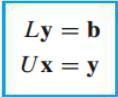 Ly = b
Ux = y